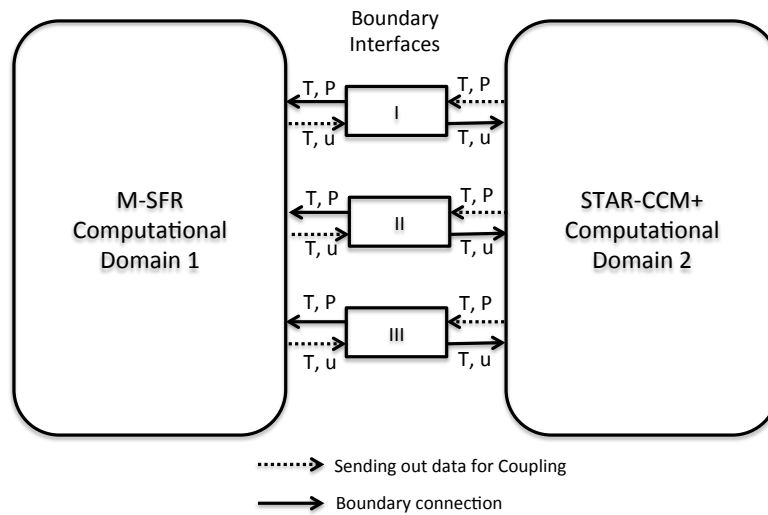 Boundary
Interfaces
T, P
T, P
I
T, u
T, u
M-SFR
Computational
Domain 1
T, P
T, P
II
T, u
T, u
STAR-CCM+
Computational
Domain 2
T, P
T, P
III
T, u
T, u
Sending out data for Coupling
Boundary connection